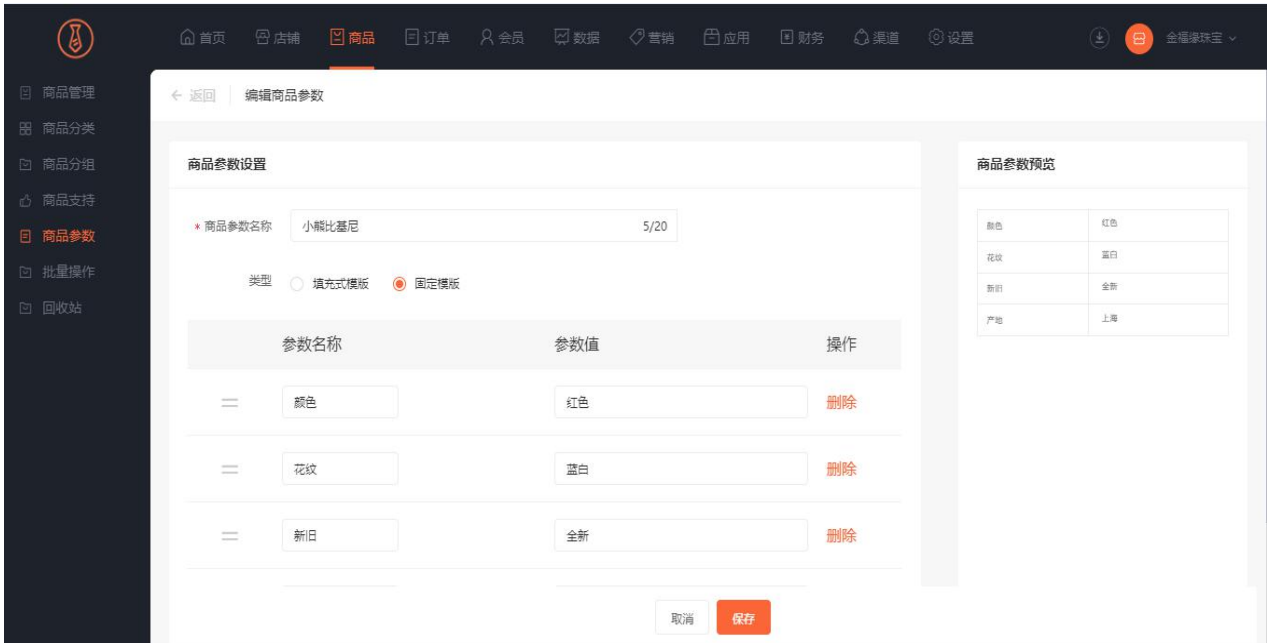 首页 店铺 商品 订单 会员 数据 营销 应用 财务 渠道 设置 金福缘珠宝
商品管理
商品分类
商品分组
商品支持
商品参数
批量操作
回收站
返回 编辑商品参数
商品参数设置
* 商品参数名称 小熊比基尼 5/20
类型 填充式模版 固定模版
参数名称 参数值 操作
颜色 红色 删除
花纹 蓝白 删除
新旧 全新 删除
取消 保存
商品参数预览
颜色 红色
花纹 蓝白
新旧 全新
产地 上海